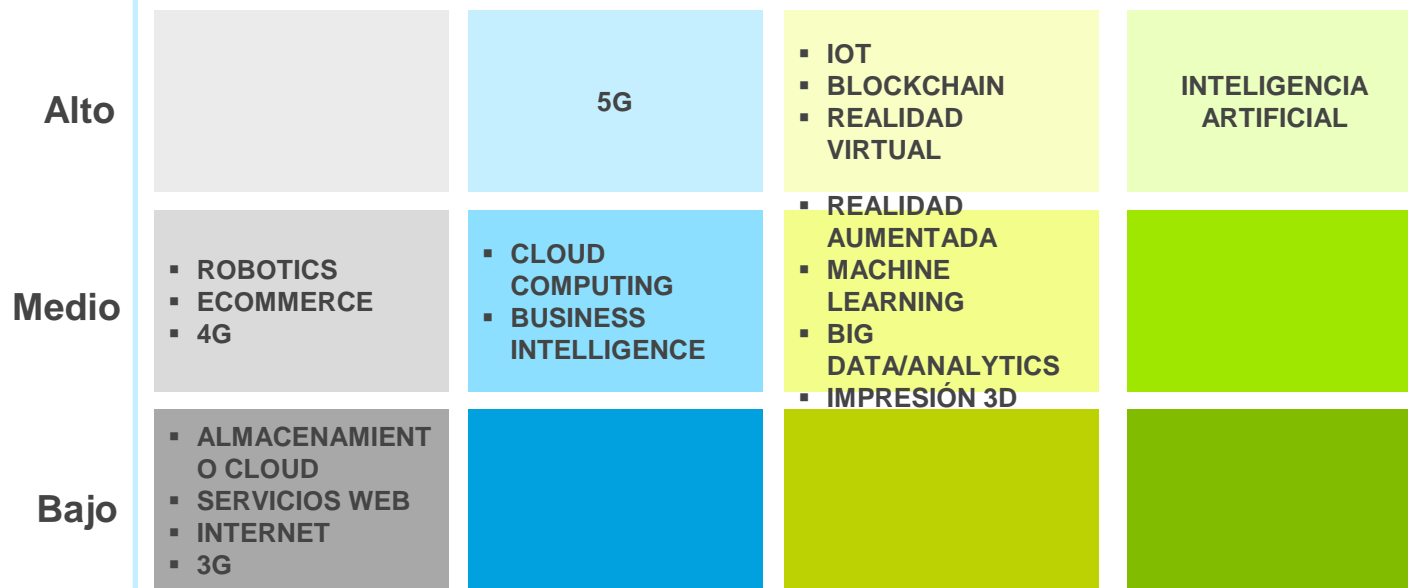 Alto
5G
▪ IOT
▪ BLOCKCHAIN
▪ REALIDAD
VIRTUAL
INTELIGENCIA
ARTIFICIAL
Medio
▪ ROBOTICS
▪ ECOMMERCE
▪ 4G
▪ CLOUD
COMPUTING
▪ BUSINESS
INTELLIGENCE
▪ REALIDAD
AUMENTADA
▪ MACHINE
LEARNING
▪ BIG
DATA/ANALYTICS
▪ IMPRESIÓN 3D
Bajo
▪ ALMACENAMIENT
O CLOUD
▪ SERVICIOS WEB
▪ INTERNET
▪ 3G